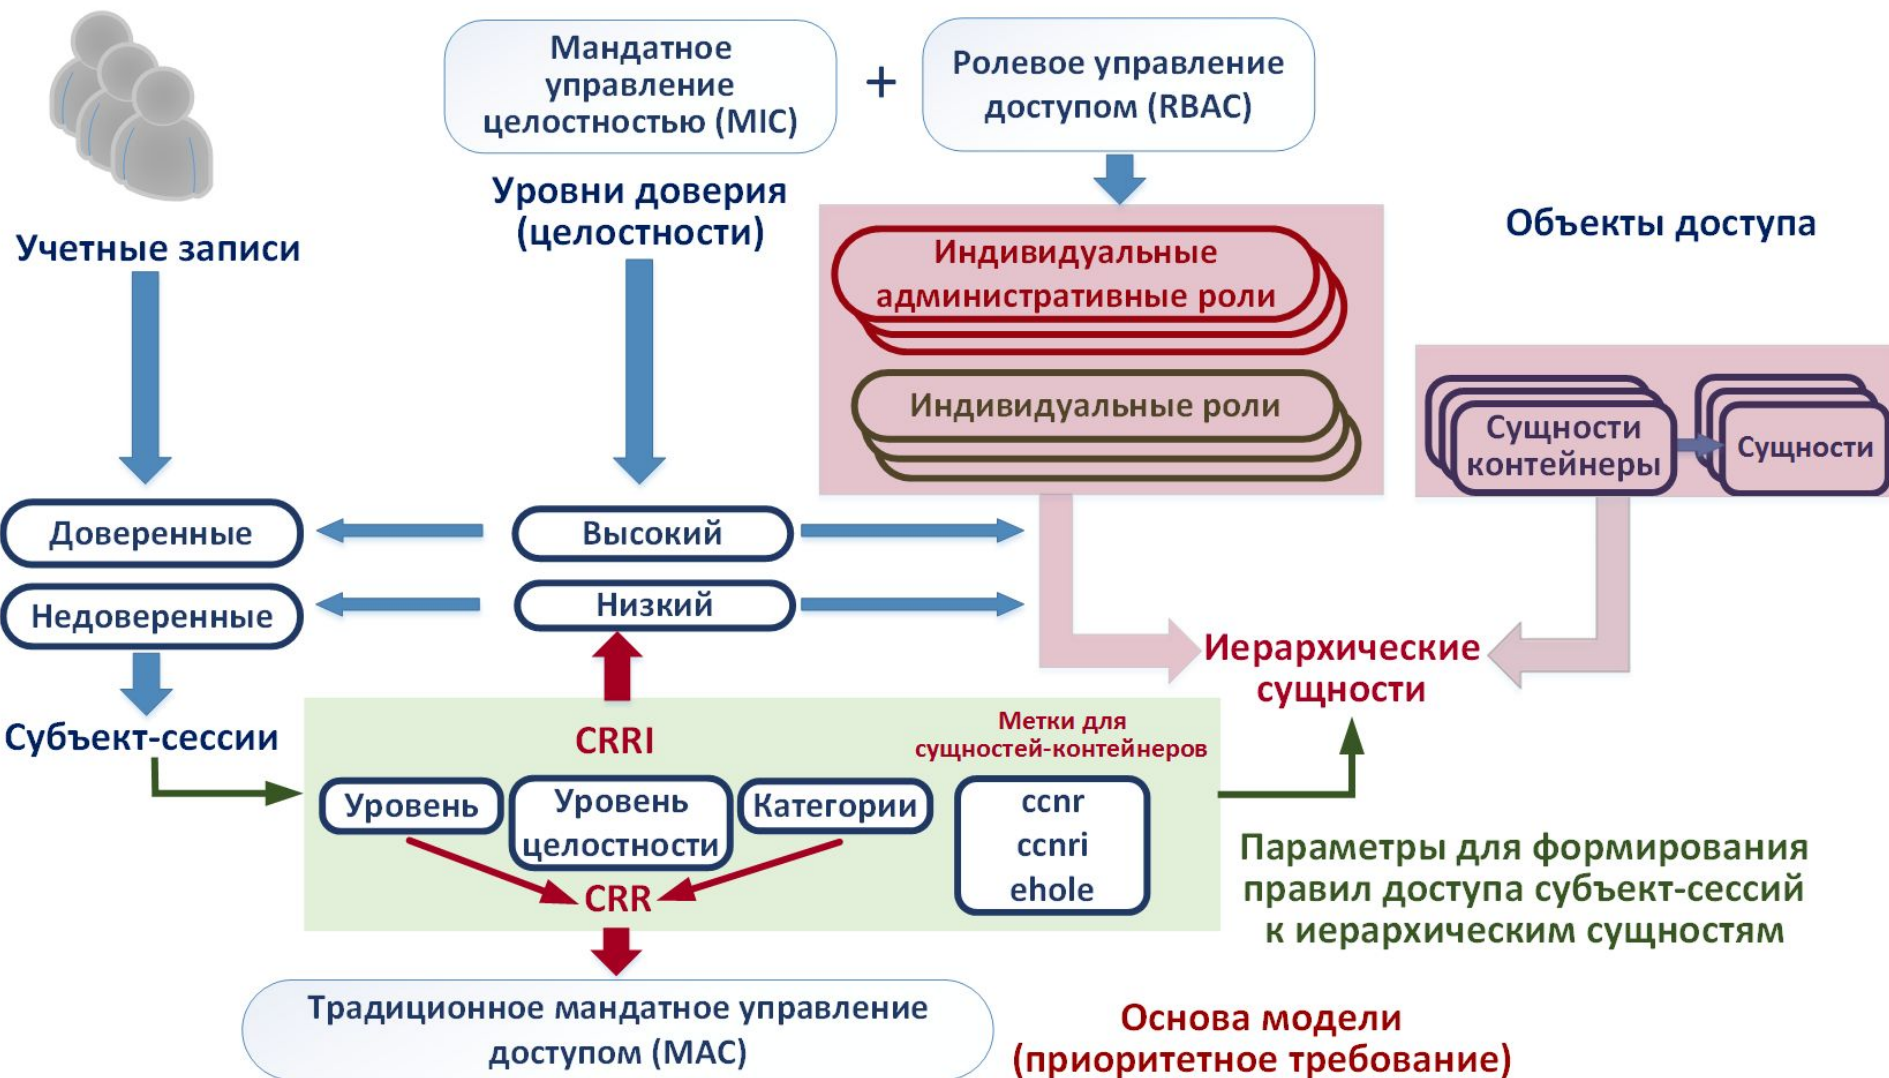 Мандатное
управление
целостностью (MIC)
+
Ролевое управление
доступом (RBAC)
Учетные записи
Уровни доверия
(целостности)
Индивидуальные
административные роли
Индивидуальные роли
Объекты доступа
Сущности
контейнеры
Сущности
Доверенные
Высокий
Недоверенные
Низкий
Иерархические
сущности
Субъект-сессии
CRRI
Метки для
сущностей-контейнеров
Уровень
Уровень
целостности
Категории
ccnr
ccnri
ehole
CRR
Параметры для формирования
правил доступа субъект-сессий
к иерархическим сущностям
Традиционное мандатное управление
доступом (MAC)
Основа модели
(приоритетное требование)